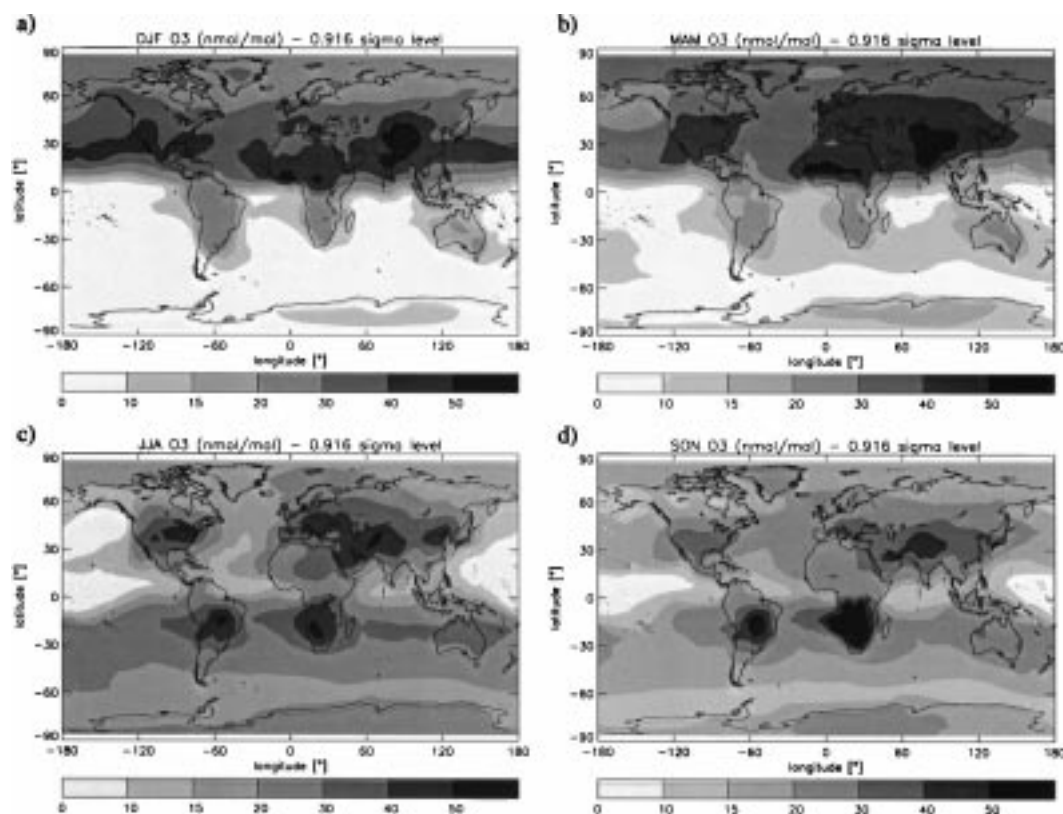 a)
DJF O3 (nmol/mol) - 0.916 sigma level
90
60
30
0
-30
-60
-90
latitude [°]
-180 -120 -60 0 60 120 180
longitude [°]
0 10 15 20 30 40 50
b)
MAM O3 (nmol/mol) - 0.916 sigma level
90
60
30
0
-30
-60
-90
latitude [°]
-180 -120 -60 0 60 120 180
longitude [°]
0 10 15 20 30 40 50
c)
JJA O3 (nmol/mol) - 0.916 sigma level
90
60
30
0
-30
-60
-90
latitude [°]
-180 -120 -60 0 60 120 180
longitude [°]
0 10 15 20 30 40 50
d)
SON O3 (nmol/mol) - 0.916 sigma level
90
60
30
0
-30
-60
-90
latitude [°]
-180 -120 -60 0 60 120 180
longitude [°]
0 10 15 20 30 40 50